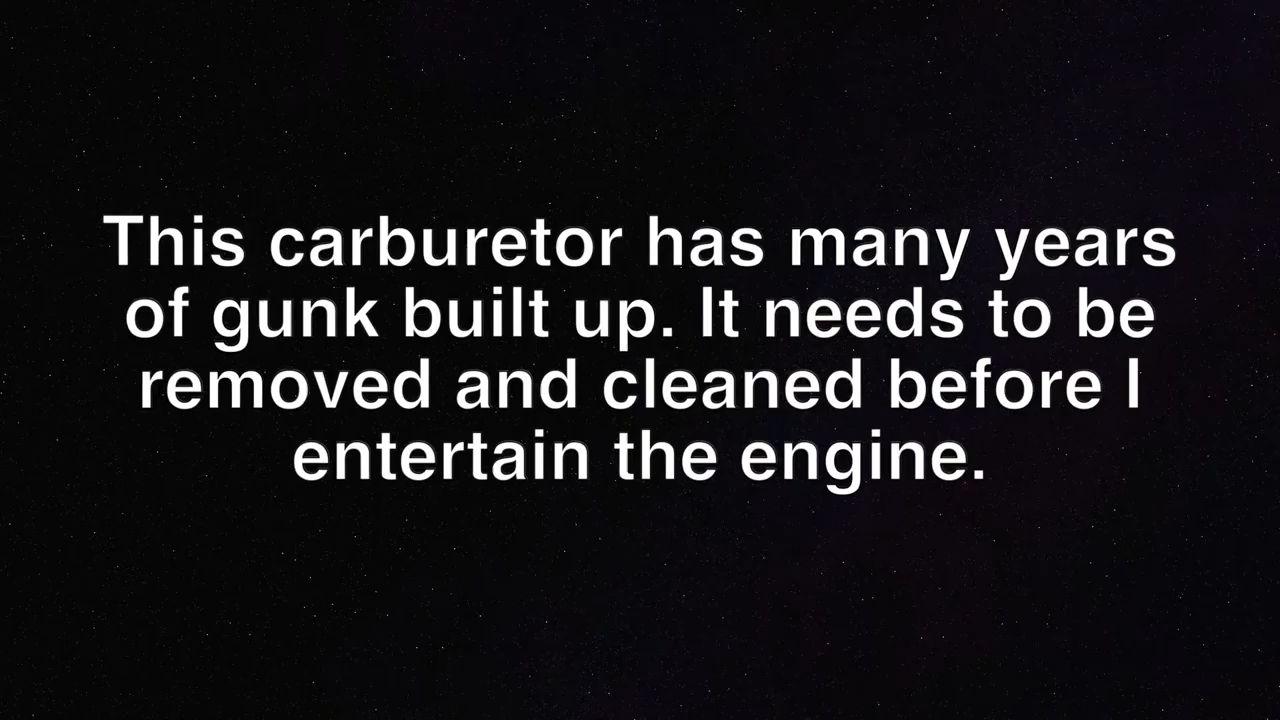 This carburetor has many years
of gunk built up. It needs to be
removed and cleaned before I
entertain the engine.